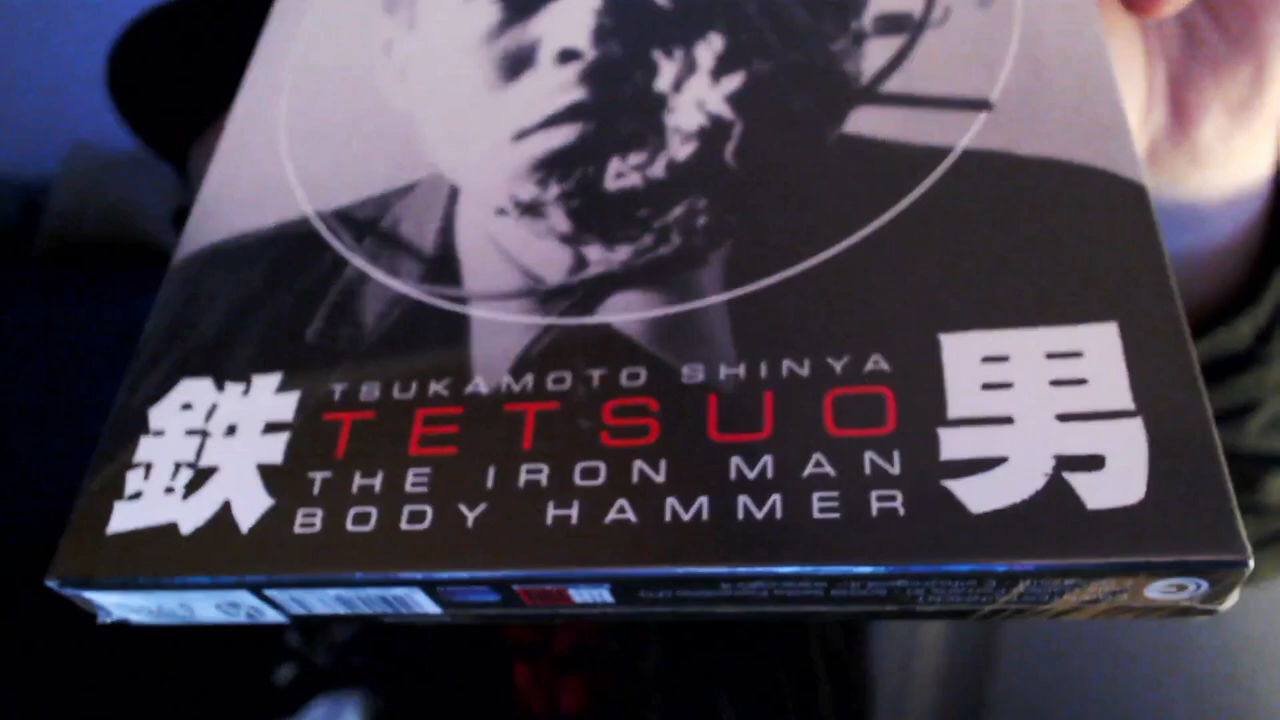 TSUKAMOTO SHINYA
鉄 TETSUO 男
THE IRON MAN
BODY HAMMER